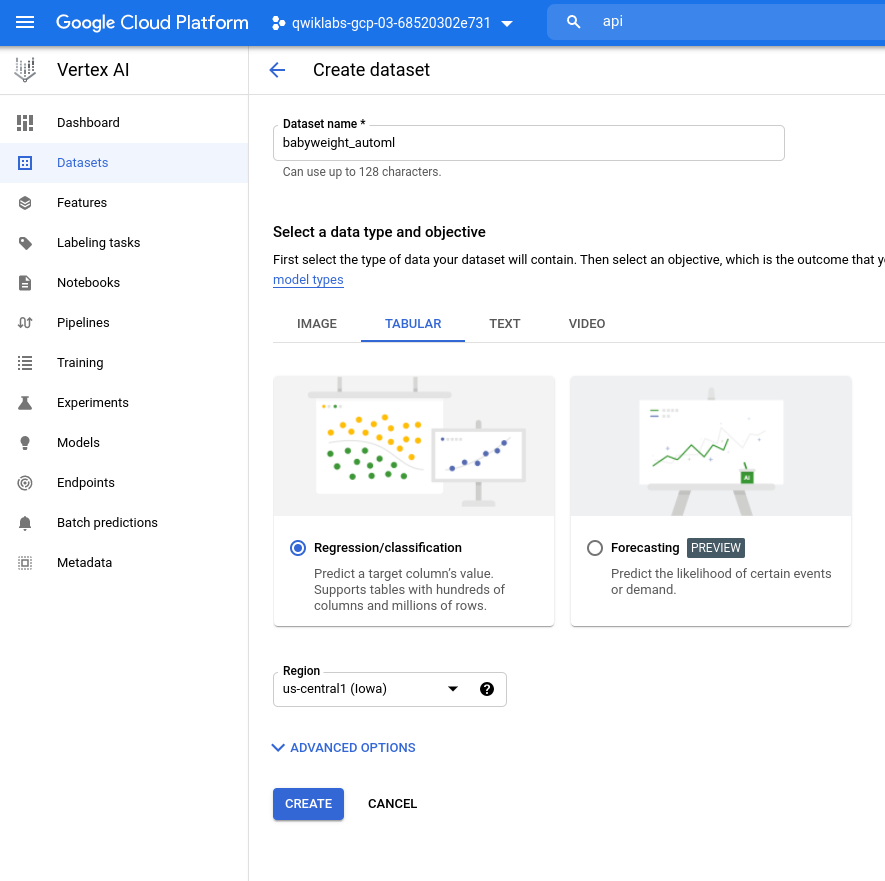 Google Cloud Platform
qwiklabs-gcp-03-68520302e731
api
Vertex AI
Create dataset
Dashboard
Datasets
Features
Labeling tasks
Notebooks
Pipelines
Training
Experiments
Models
Endpoints
Batch predictions
Metadata
Dataset name *
babyweight_automl
Can use up to 128 characters.
Select a data type and objective
First select the type of data your dataset will contain. Then select an objective, which is the outcome that y
model types
IMAGE
TABULAR
TEXT
VIDEO
AI
Regression/classification
Predict a target column's value.
Supports tables with hundreds of
columns and millions of rows.
Forecasting PREVIEW
Predict the likelihood of certain events
or demand.
Region
us-central1 (Iowa)
?
ADVANCED OPTIONS
CREATE
CANCEL